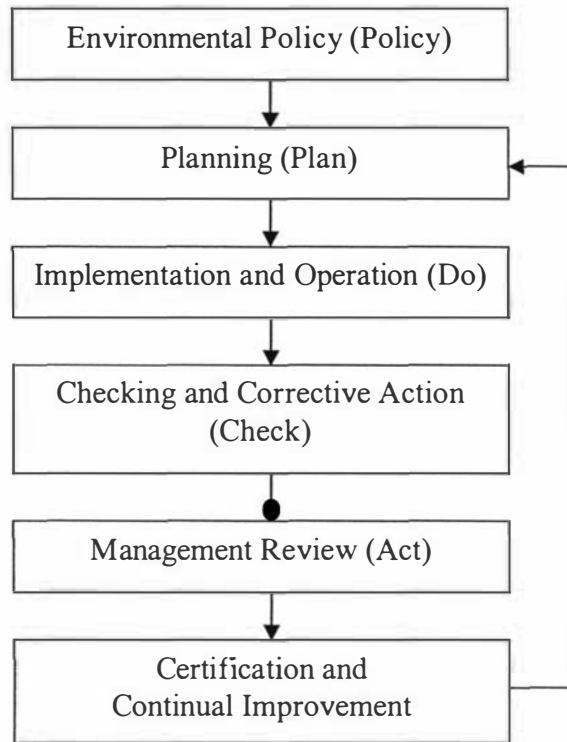 Environmental Policy (Policy)
Planning (Plan)
Implementation and Operation (Do)
Checking and Corrective Action
(Check)
Management Review (Act)
Certification and
Continual Improvement